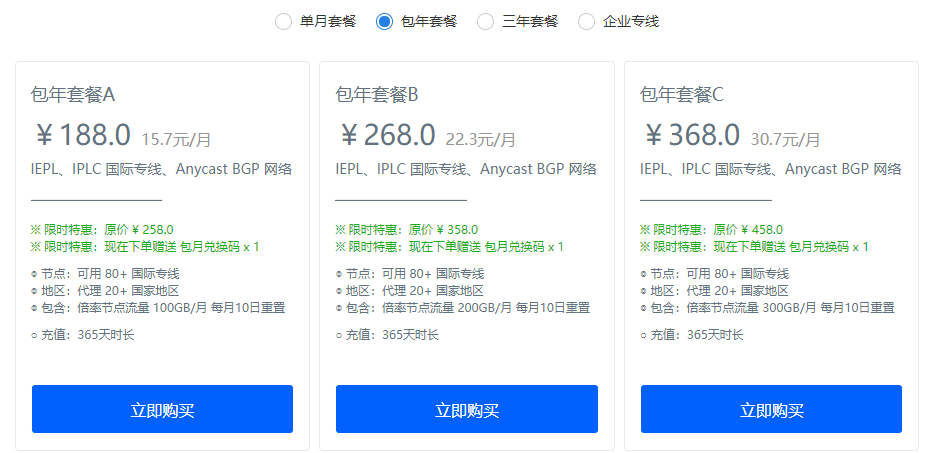 单月套餐 包年套餐 三年套餐 企业专线
包年套餐A
￥188.0 15.7元/月
IEPL、IPLC 国际专线、Anycast BGP 网络
※ 限时特惠：原价 ¥ 258.0
※ 限时特惠：现在下单赠送 包月兑换码 x 1
⊙ 节点：可用 80+ 国际专线
⊙ 地区：代理 20+ 国家地区
⊙ 包含：倍率节点流量 100GB/月 每月10日重置
○ 充值：365天时长
立即购买
包年套餐B
￥268.0 22.3元/月
IEPL、IPLC 国际专线、Anycast BGP 网络
※ 限时特惠：原价 ¥ 358.0
※ 限时特惠：现在下单赠送 包月兑换码 x 1
⊙ 节点：可用 80+ 国际专线
⊙ 地区：代理 20+ 国家地区
⊙ 包含：倍率节点流量 200GB/月 每月10日重置
○ 充值：365天时长
立即购买
包年套餐C
￥368.0 30.7元/月
IEPL、IPLC 国际专线、Anycast BGP 网络
※ 限时特惠：原价 ¥ 458.0
※ 限时特惠：现在下单赠送 包月兑换码 x 1
⊙ 节点：可用 80+ 国际专线
⊙ 地区：代理 20+ 国家地区
⊙ 包含：倍率节点流量 300GB/月 每月10日重置
○ 充值：365天时长
立即购买